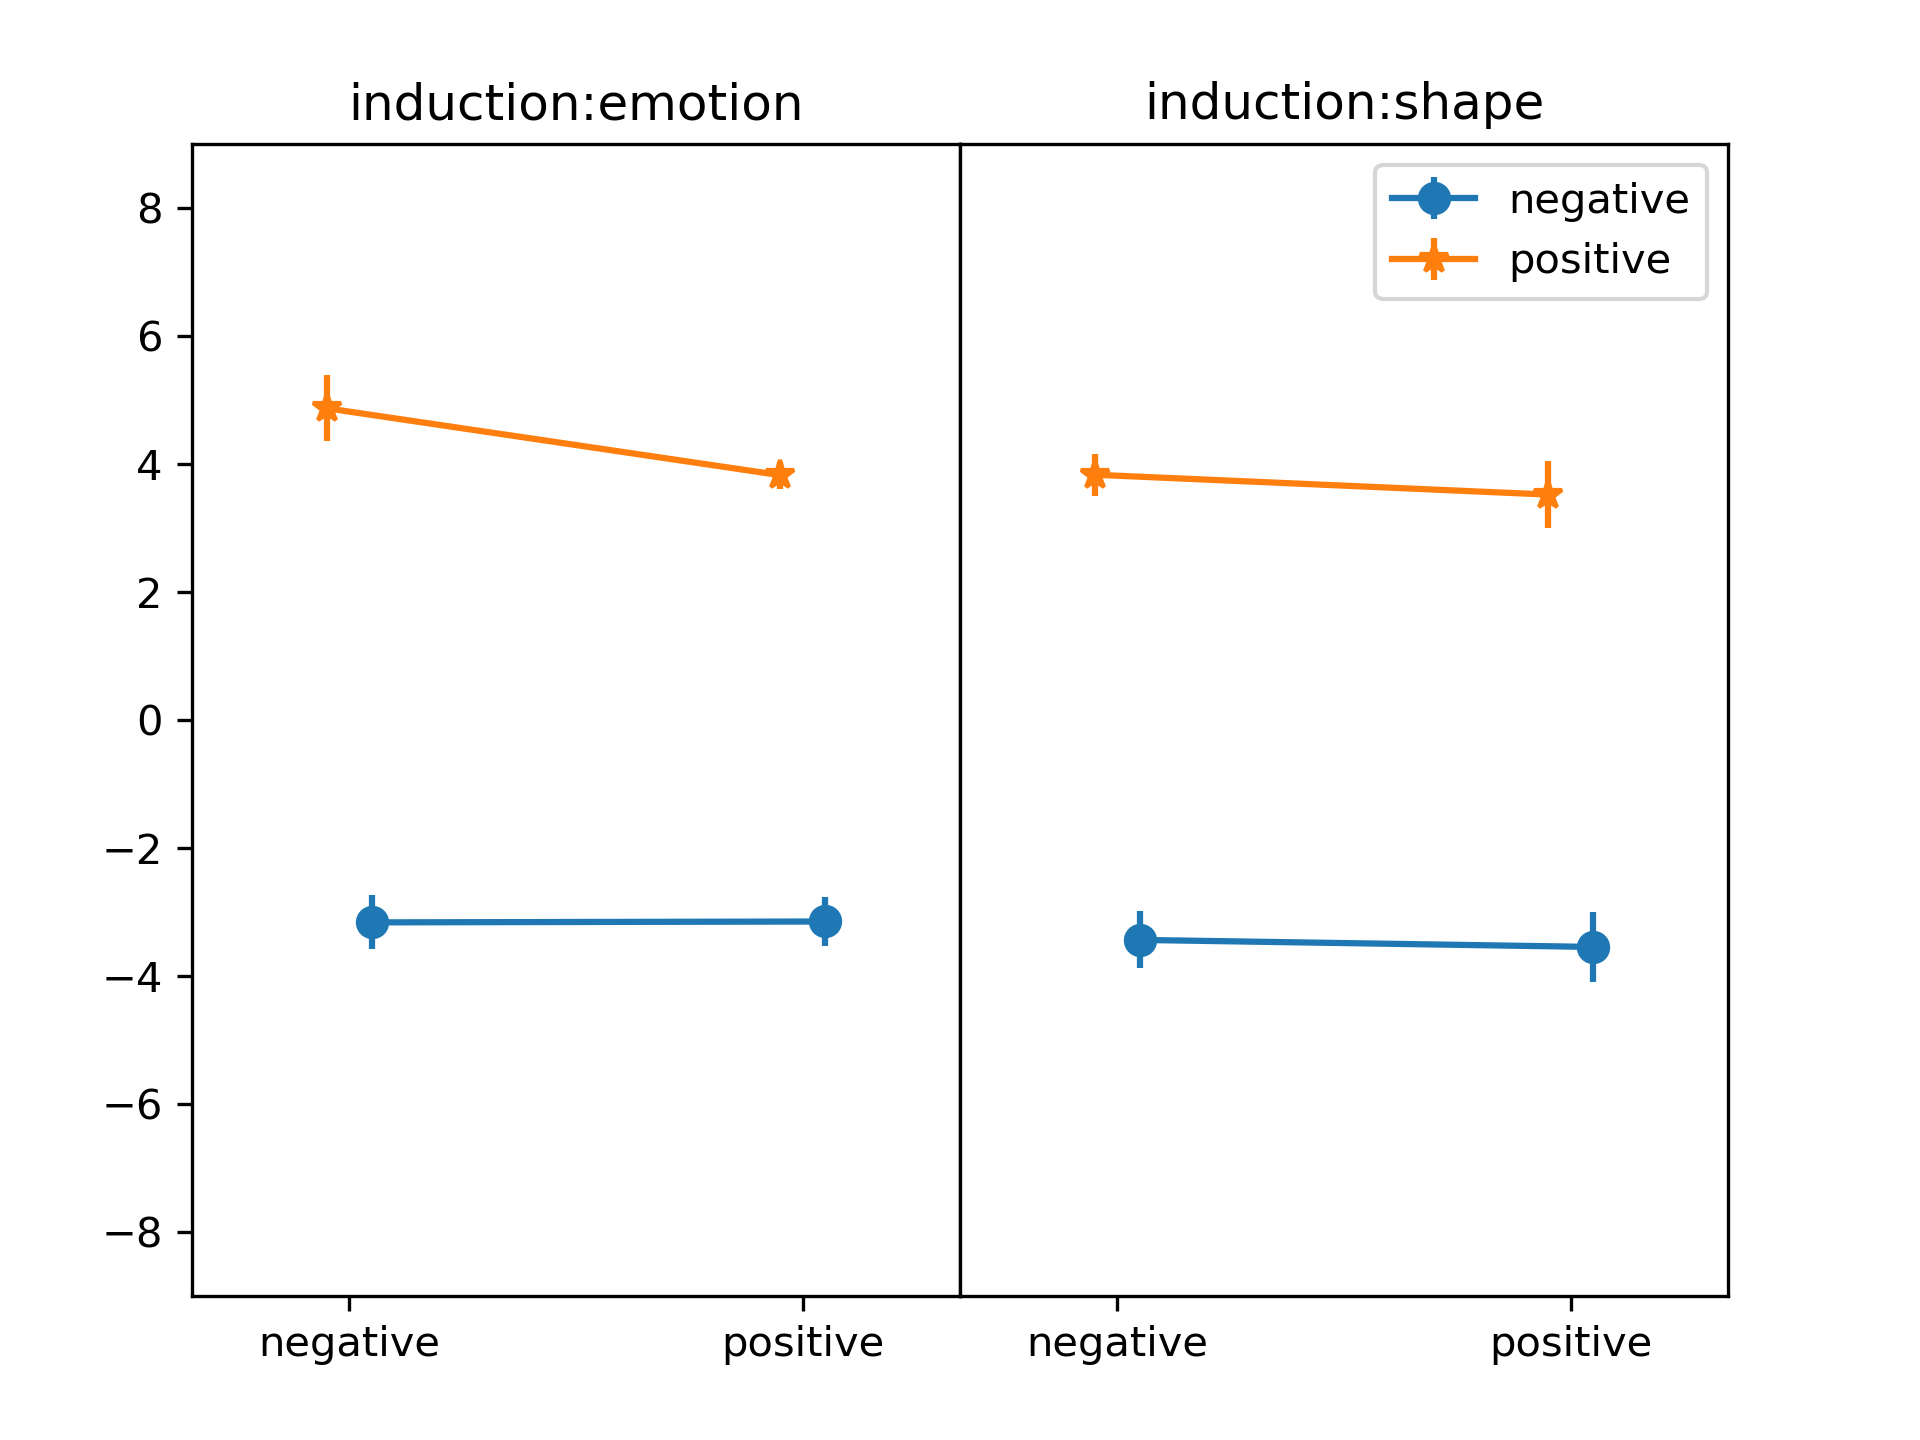 induction:emotion
induction:shape
negative
positive
8
6
4
2
0
−2
−4
−6
−8
negative
positive
negative
positive